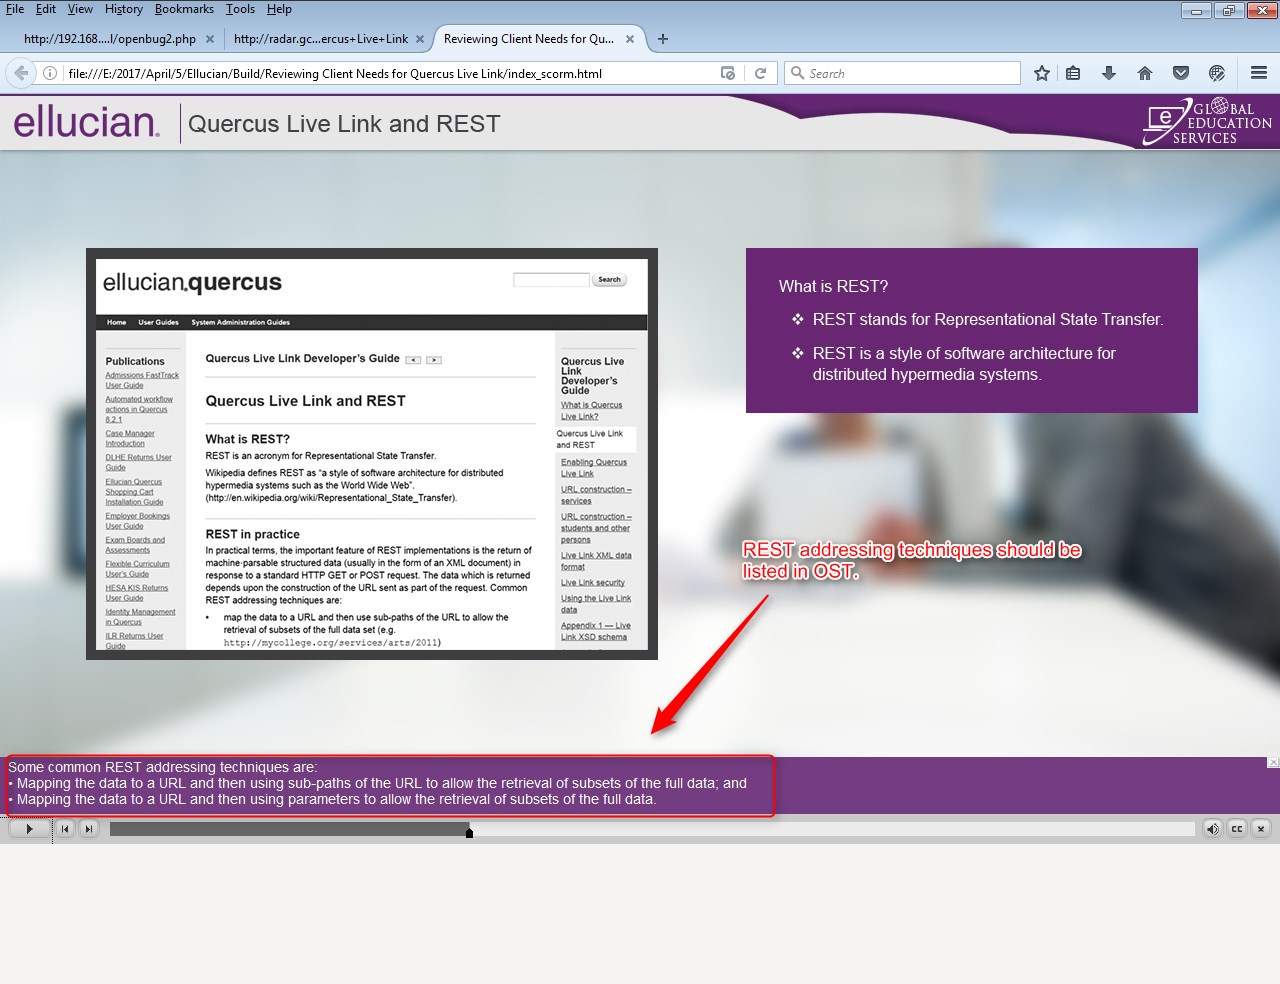 File Edit View History Bookmarks Tools Help
http://192.168....l/openbug2.php
http://radar.gc...ercus+Live+Link
Reviewing Client Needs for Qu...
file:///E:/2017/April/5/Ellucian/Build/Reviewing Client Needs for Quercus Live Link/index_scorm.html
Search
ellucian.
Quercus Live Link and REST
e
GLOBAL
EDUCATION
SERVICES
ellucian.quercus
Search
Home User Guides System Administration Guides
Publications
Admissions FastTrack
User Guide
Automated workflow
actions in Quercus
8.2.1
Case Manager
Introduction
DLHE Returns User
Guide
Ellucian Quercus
Shopping Cart
Installation Guide
Employer Bookings
User Guide
Exam Boards and
Assessments
Flexible Curriculum
User's Guide
HESA KIS Returns
User Guide
Identity Management
in Quercus
ILR Returns User
Guide
Quercus Live Link Developer's Guide
Quercus Live Link and REST
What is REST?
REST is an acronym for Representational State Transfer.
Wikipedia defines REST as "a style of software architecture for distributed
hypermedia systems such as the World Wide Web".
(http://en.wikipedia.org/wiki/Representational_State_Transfer).
REST in practice
In practical terms, the important feature of REST implementations is the return of
machine-parsable structured data (usually in the form of an XML document) in
response to a standard HTTP GET or POST request. The data which is returned
depends upon the construction of the URL sent as part of the request. Common
REST addressing techniques are:
• map the data to a URL and then use sub-paths of the URL to allow the
retrieval of subsets of the full data set (e.g.
http://mycollege.org/services/arts/2011)
Quercus Live
Link
Developer's
Guide
What is Quercus
Live Link?
Quercus Live Link
and REST
Enabling Quercus
Live Link
URL construction –
services
URL construction –
students and other
persons
Live Link XML data
format
Live Link security
Using the Live Link
data
Appendix 1 — Live
Link XSD schema
What is REST?
❖ REST stands for Representational State Transfer.
❖ REST is a style of software architecture for
distributed hypermedia systems.
REST addressing techniques should be
listed in OST.
Some common REST addressing techniques are:
• Mapping the data to a URL and then using sub-paths of the URL to allow the retrieval of subsets of the full data; and
• Mapping the data to a URL and then using parameters to allow the retrieval of subsets of the full data.
CC